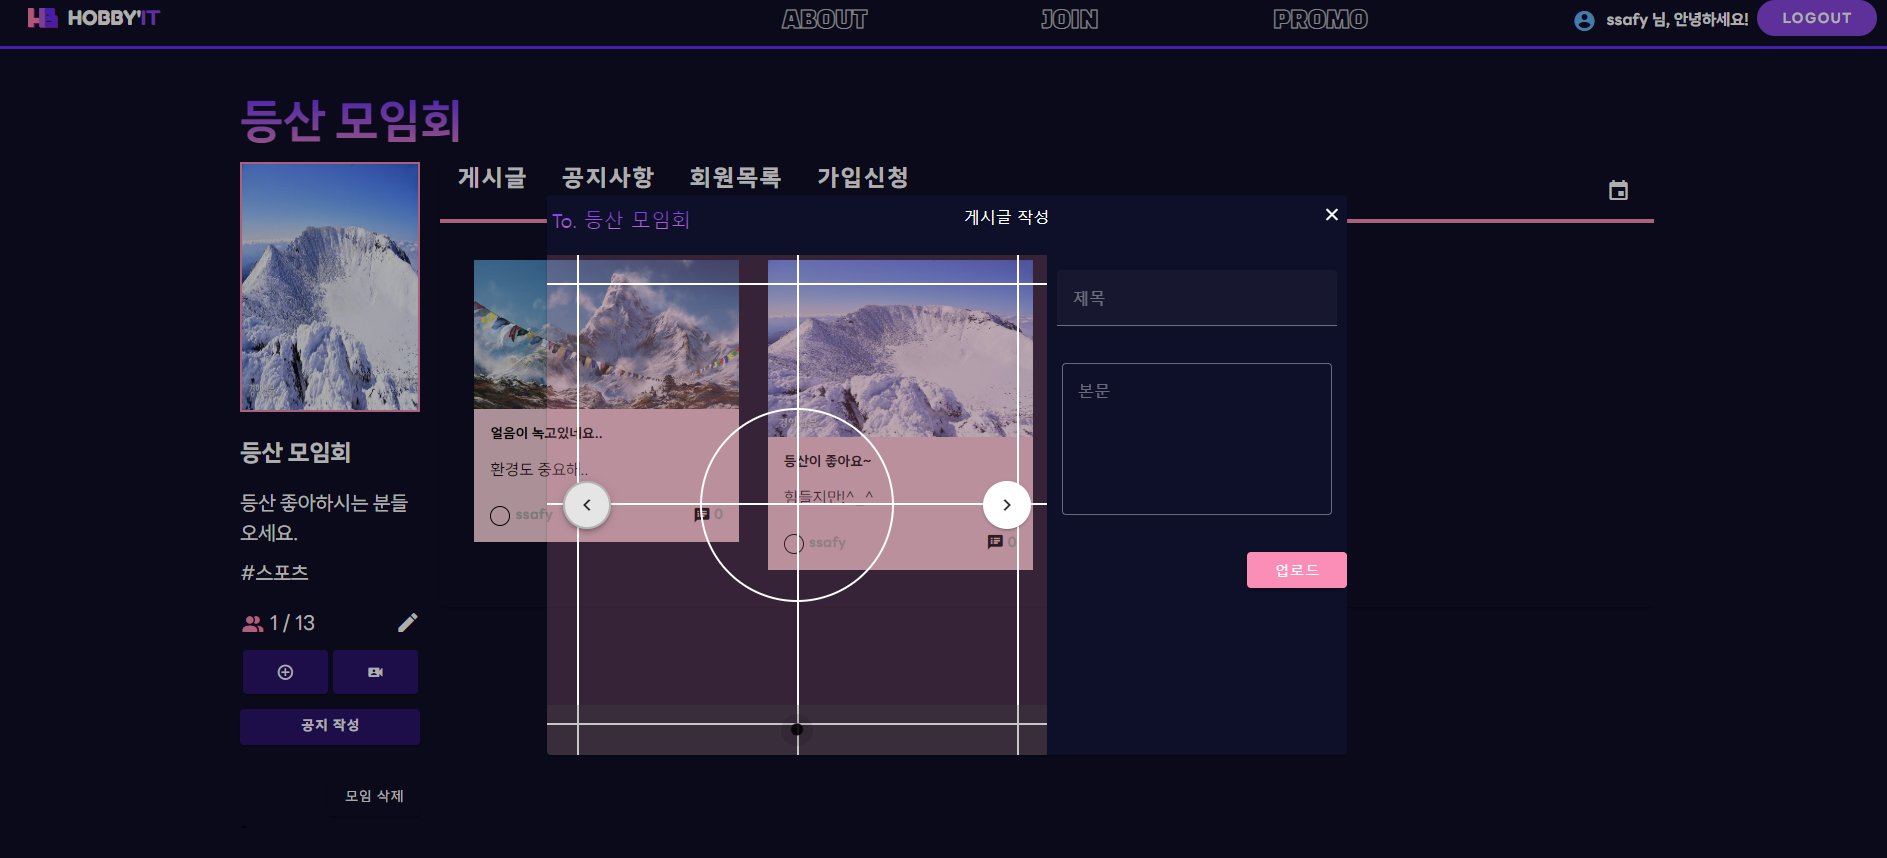 HOBBY'IT
ABOUT
JOIN
PROMO
ssafy 님, 안녕하세요!
LOGOUT
등산 모임회
게시글
공지사항
회원목록
가입신청
To. 등산 모임회
게시글 작성
제목
본문
얼음이 녹고있네요..
환경도 중요해..
ssafy
0
등산이 좋아요~
힘들지만!^_^
ssafy
0
업로드
등산 모임회
등산 좋아하시는 분들
오세요.
#스포츠
1 / 13
공지 작성
모임 삭제